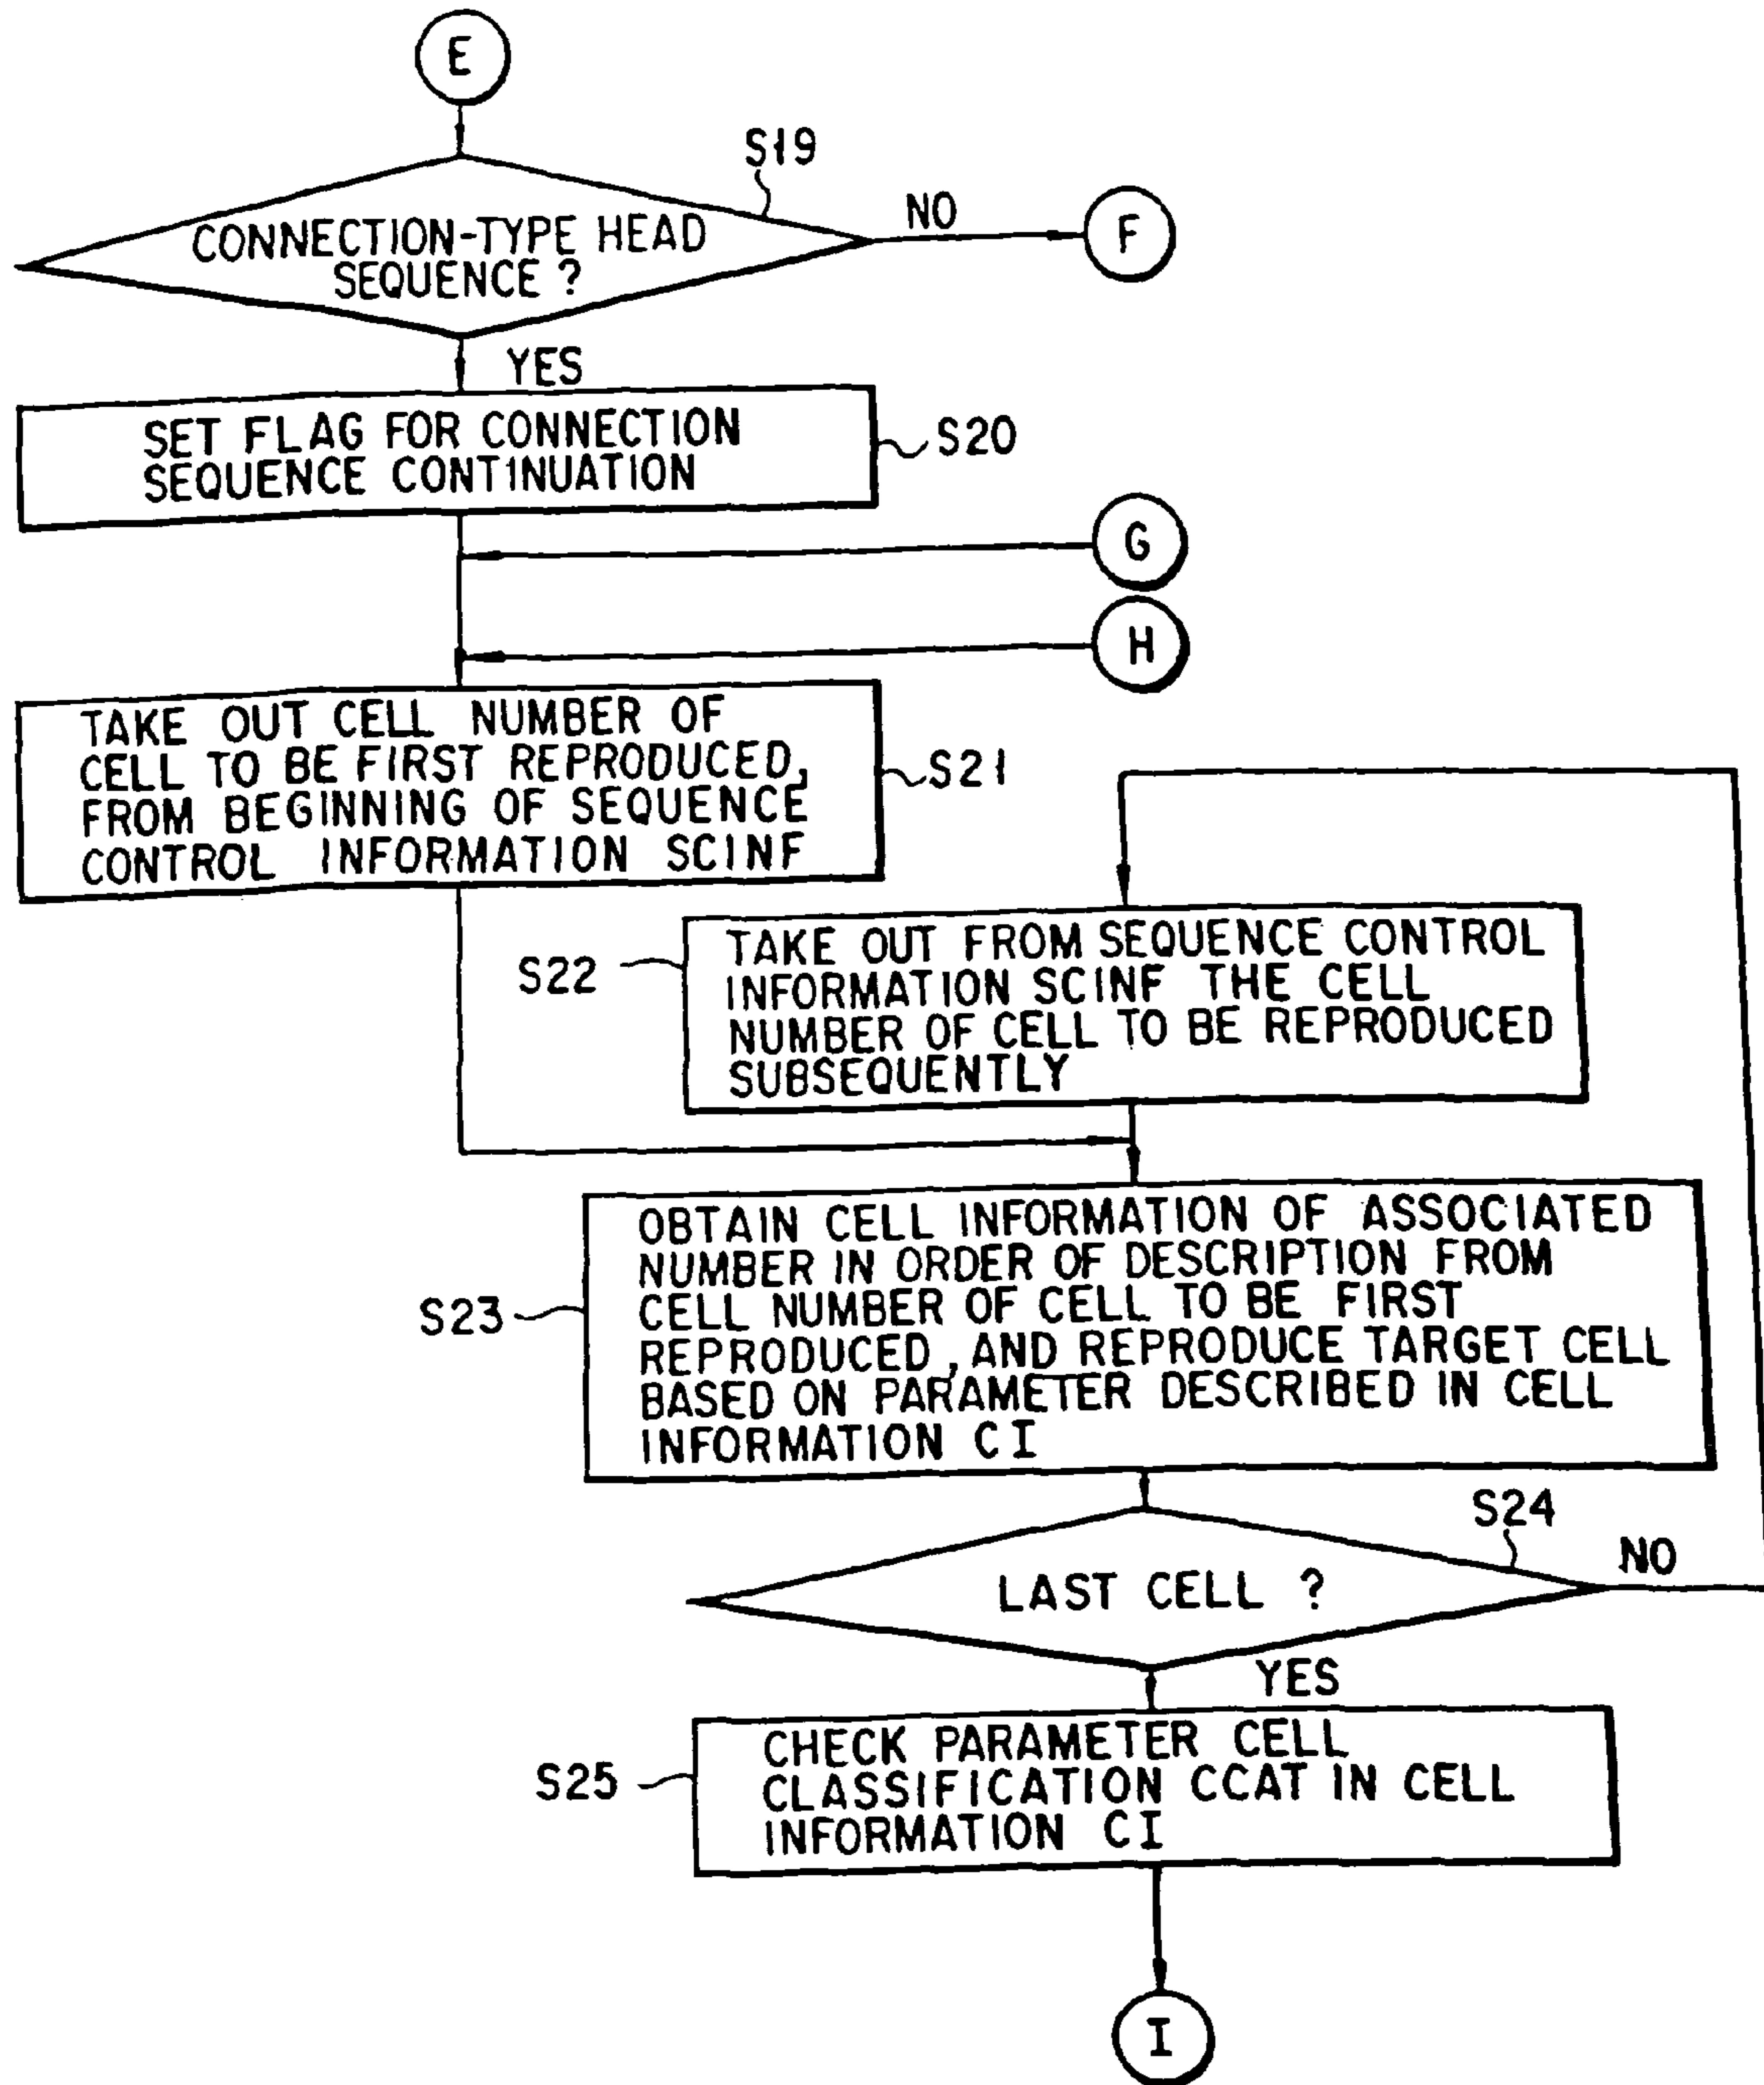 E
S19
CONNECTION-TYPE HEAD
SEQUENCE ?
NO
F
YES
SET FLAG FOR CONNECTION
SEQUENCE CONTINUATION
S20
G
H
TAKE OUT CELL NUMBER OF
CELL TO BE FIRST REPRODUCED,
FROM BEGINNING OF SEQUENCE
CONTROL INFORMATION SCINF
S21
S22
TAKE OUT FROM SEQUENCE CONTROL
INFORMATION SCINF THE CELL
NUMBER OF CELL TO BE REPRODUCED
SUBSEQUENTLY
S23
OBTAIN CELL INFORMATION OF ASSOCIATED
NUMBER IN ORDER OF DESCRIPTION FROM
CELL NUMBER OF CELL TO BE FIRST
REPRODUCED, AND REPRODUCE TARGET CELL
BASED ON PARAMETER DESCRIBED IN CELL
INFORMATION CI
S24
LAST CELL ?
NO
YES
S25
CHECK PARAMETER CELL
CLASSIFICATION CCAT IN CELL
INFORMATION CI
I